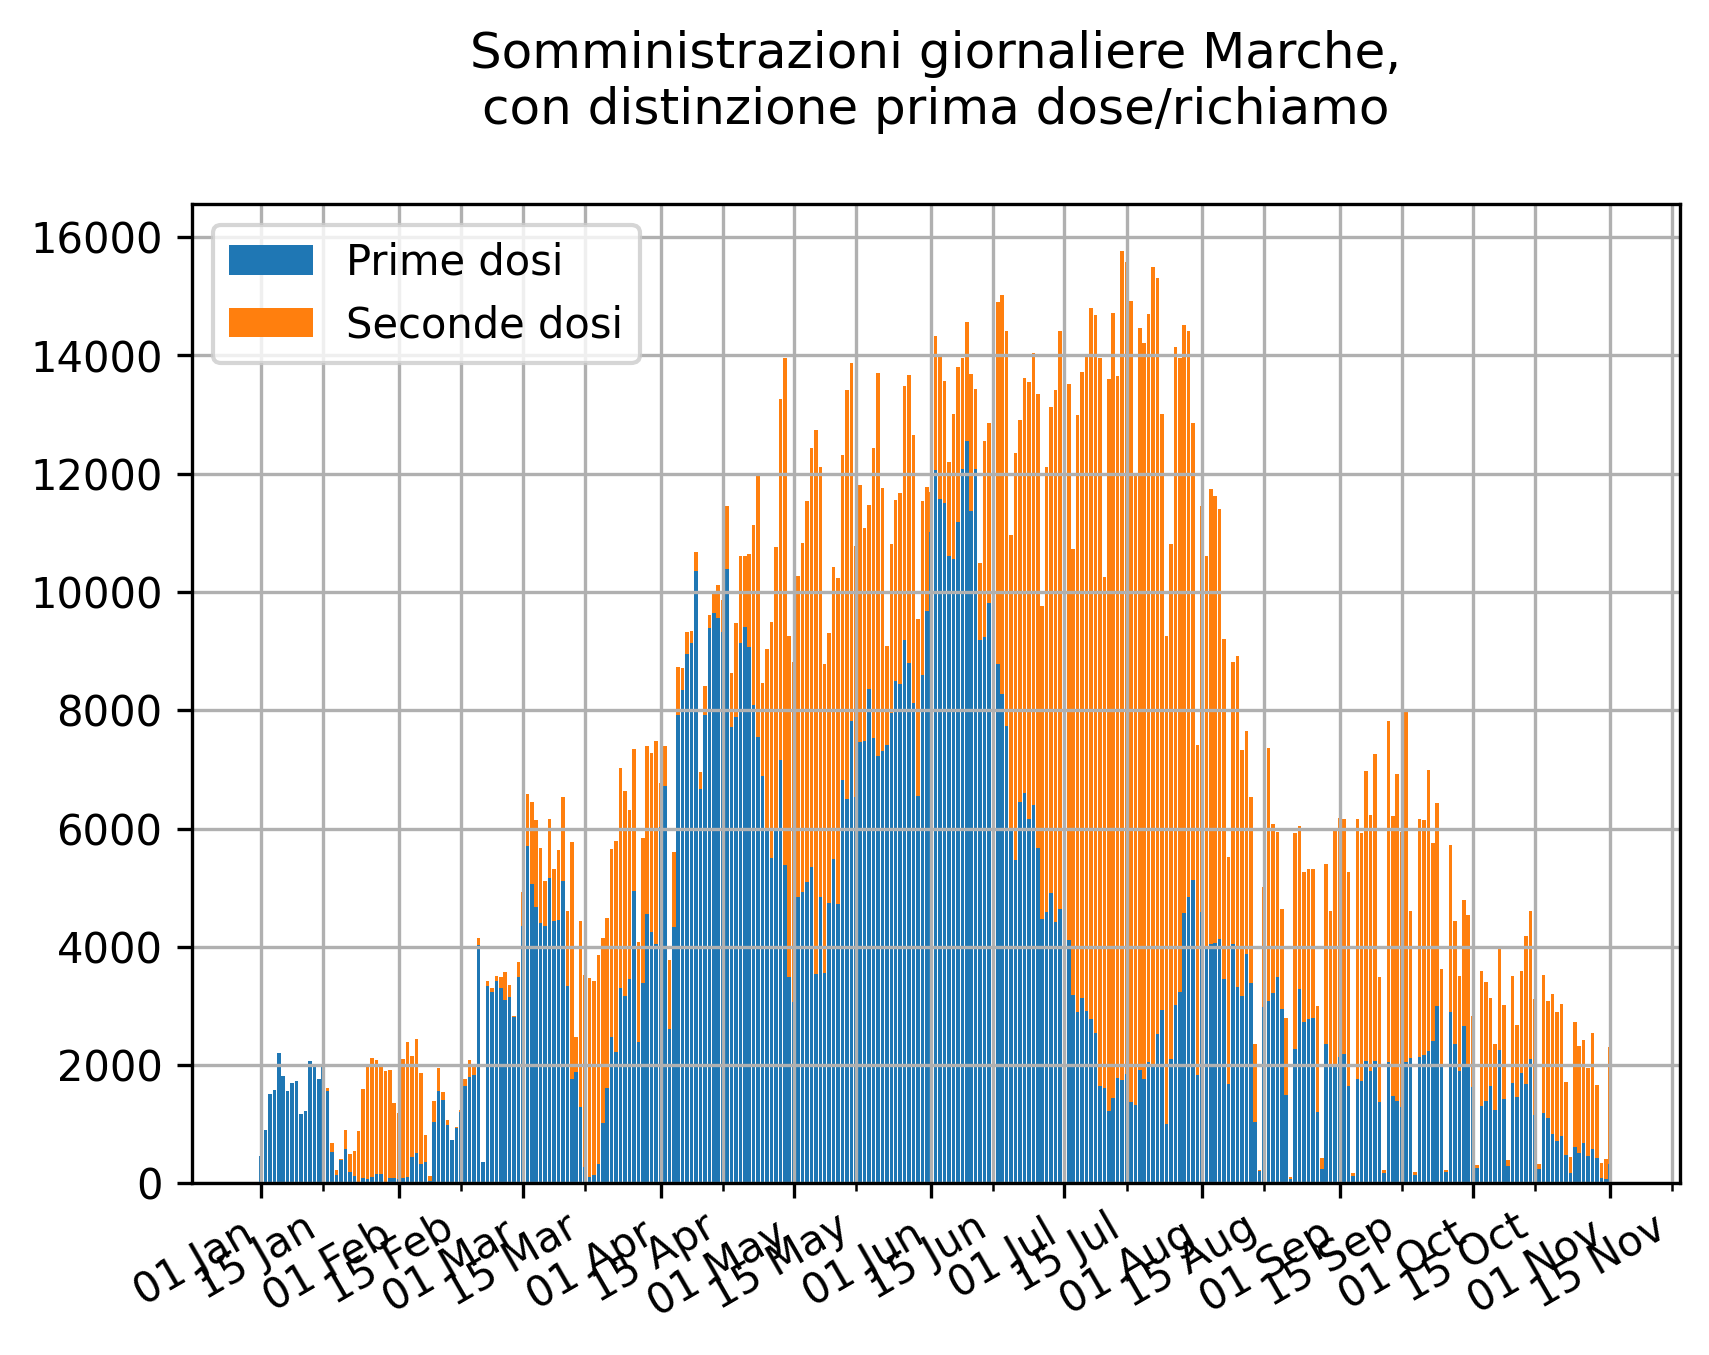 Somministrazioni giornaliere Marche,
con distinzione prima dose/richiamo
Prime dosi
Seconde dosi
16000
14000
12000
10000
8000
6000
4000
2000
0
01 Jan
15 Jan
01 Feb
15 Feb
01 Mar
15 Mar
01 Apr
15 Apr
01 May
15 May
01 Jun
15 Jun
01 Jul
15 Jul
01 Aug
15 Aug
01 Sep
15 Sep
01 Oct
15 Oct
01 Nov
15 Nov